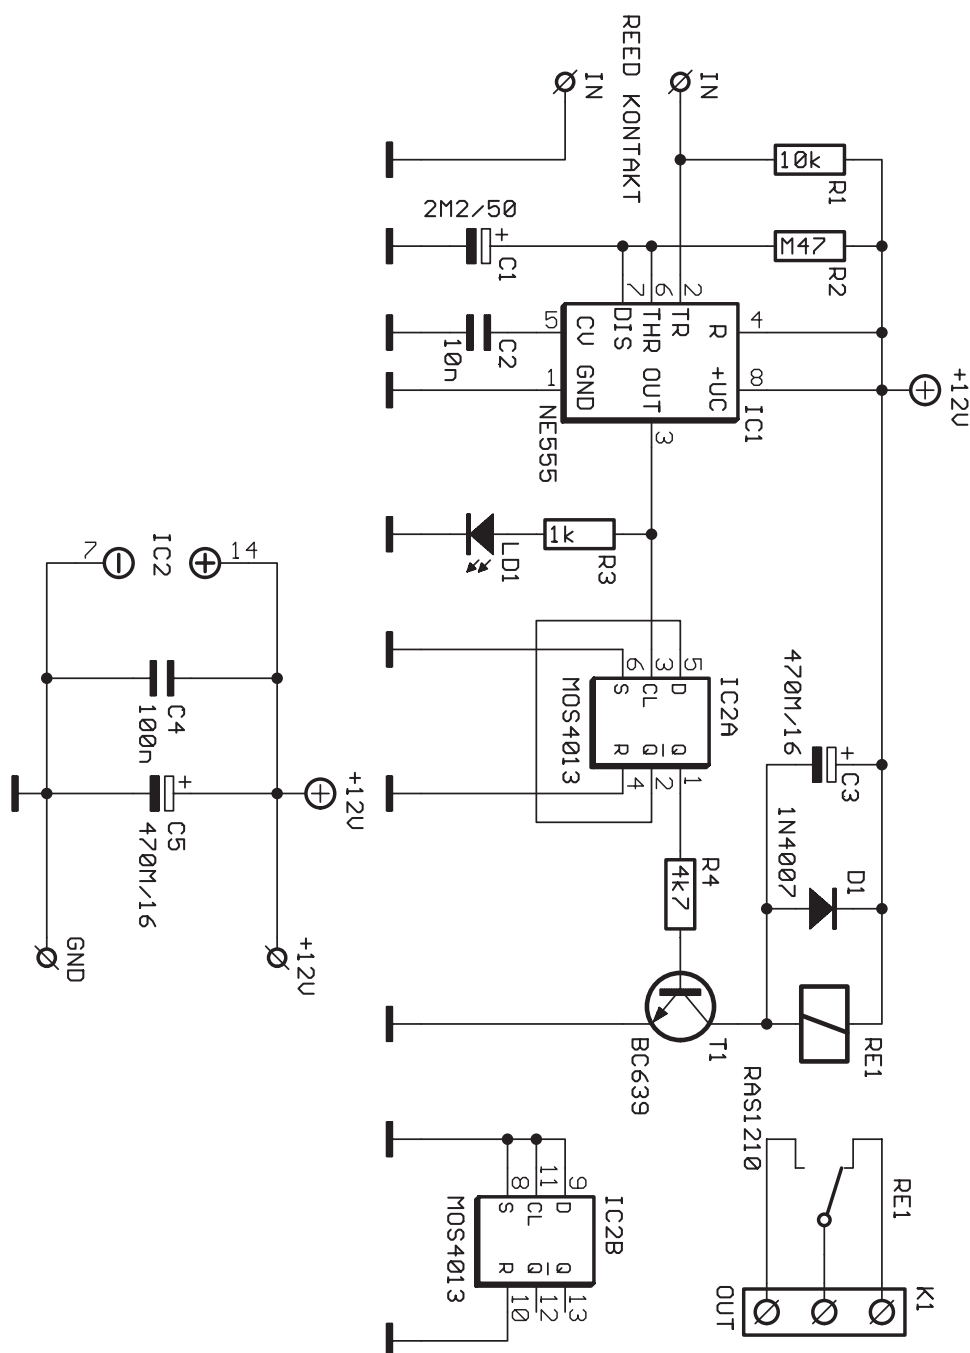 +12V
RE1
K1
10k
R1
M47
R2
4
8
IC1
R
+UC
TR
THR
DIS
OUT
CV
GND
2
6
7
3
5
1
NE555
IN
IN
REED KONTAKT
2M2/50
+
C1
C2
10n
1k
R3
LD1
IC2A
5
3
6
D
CL
S
Q
Q
R
1
2
4
MOS4013
470M/16
+
C3
1N4007
D1
R4
4k7
T1
BC639
RE1
RAS1210
OUT
IC2B
9
11
8
D
CL
S
Q
Q
R
13
12
10
MOS4013
14
IC2
7
C4
100n
+12V
+
C5
470M/16
+12V
GND